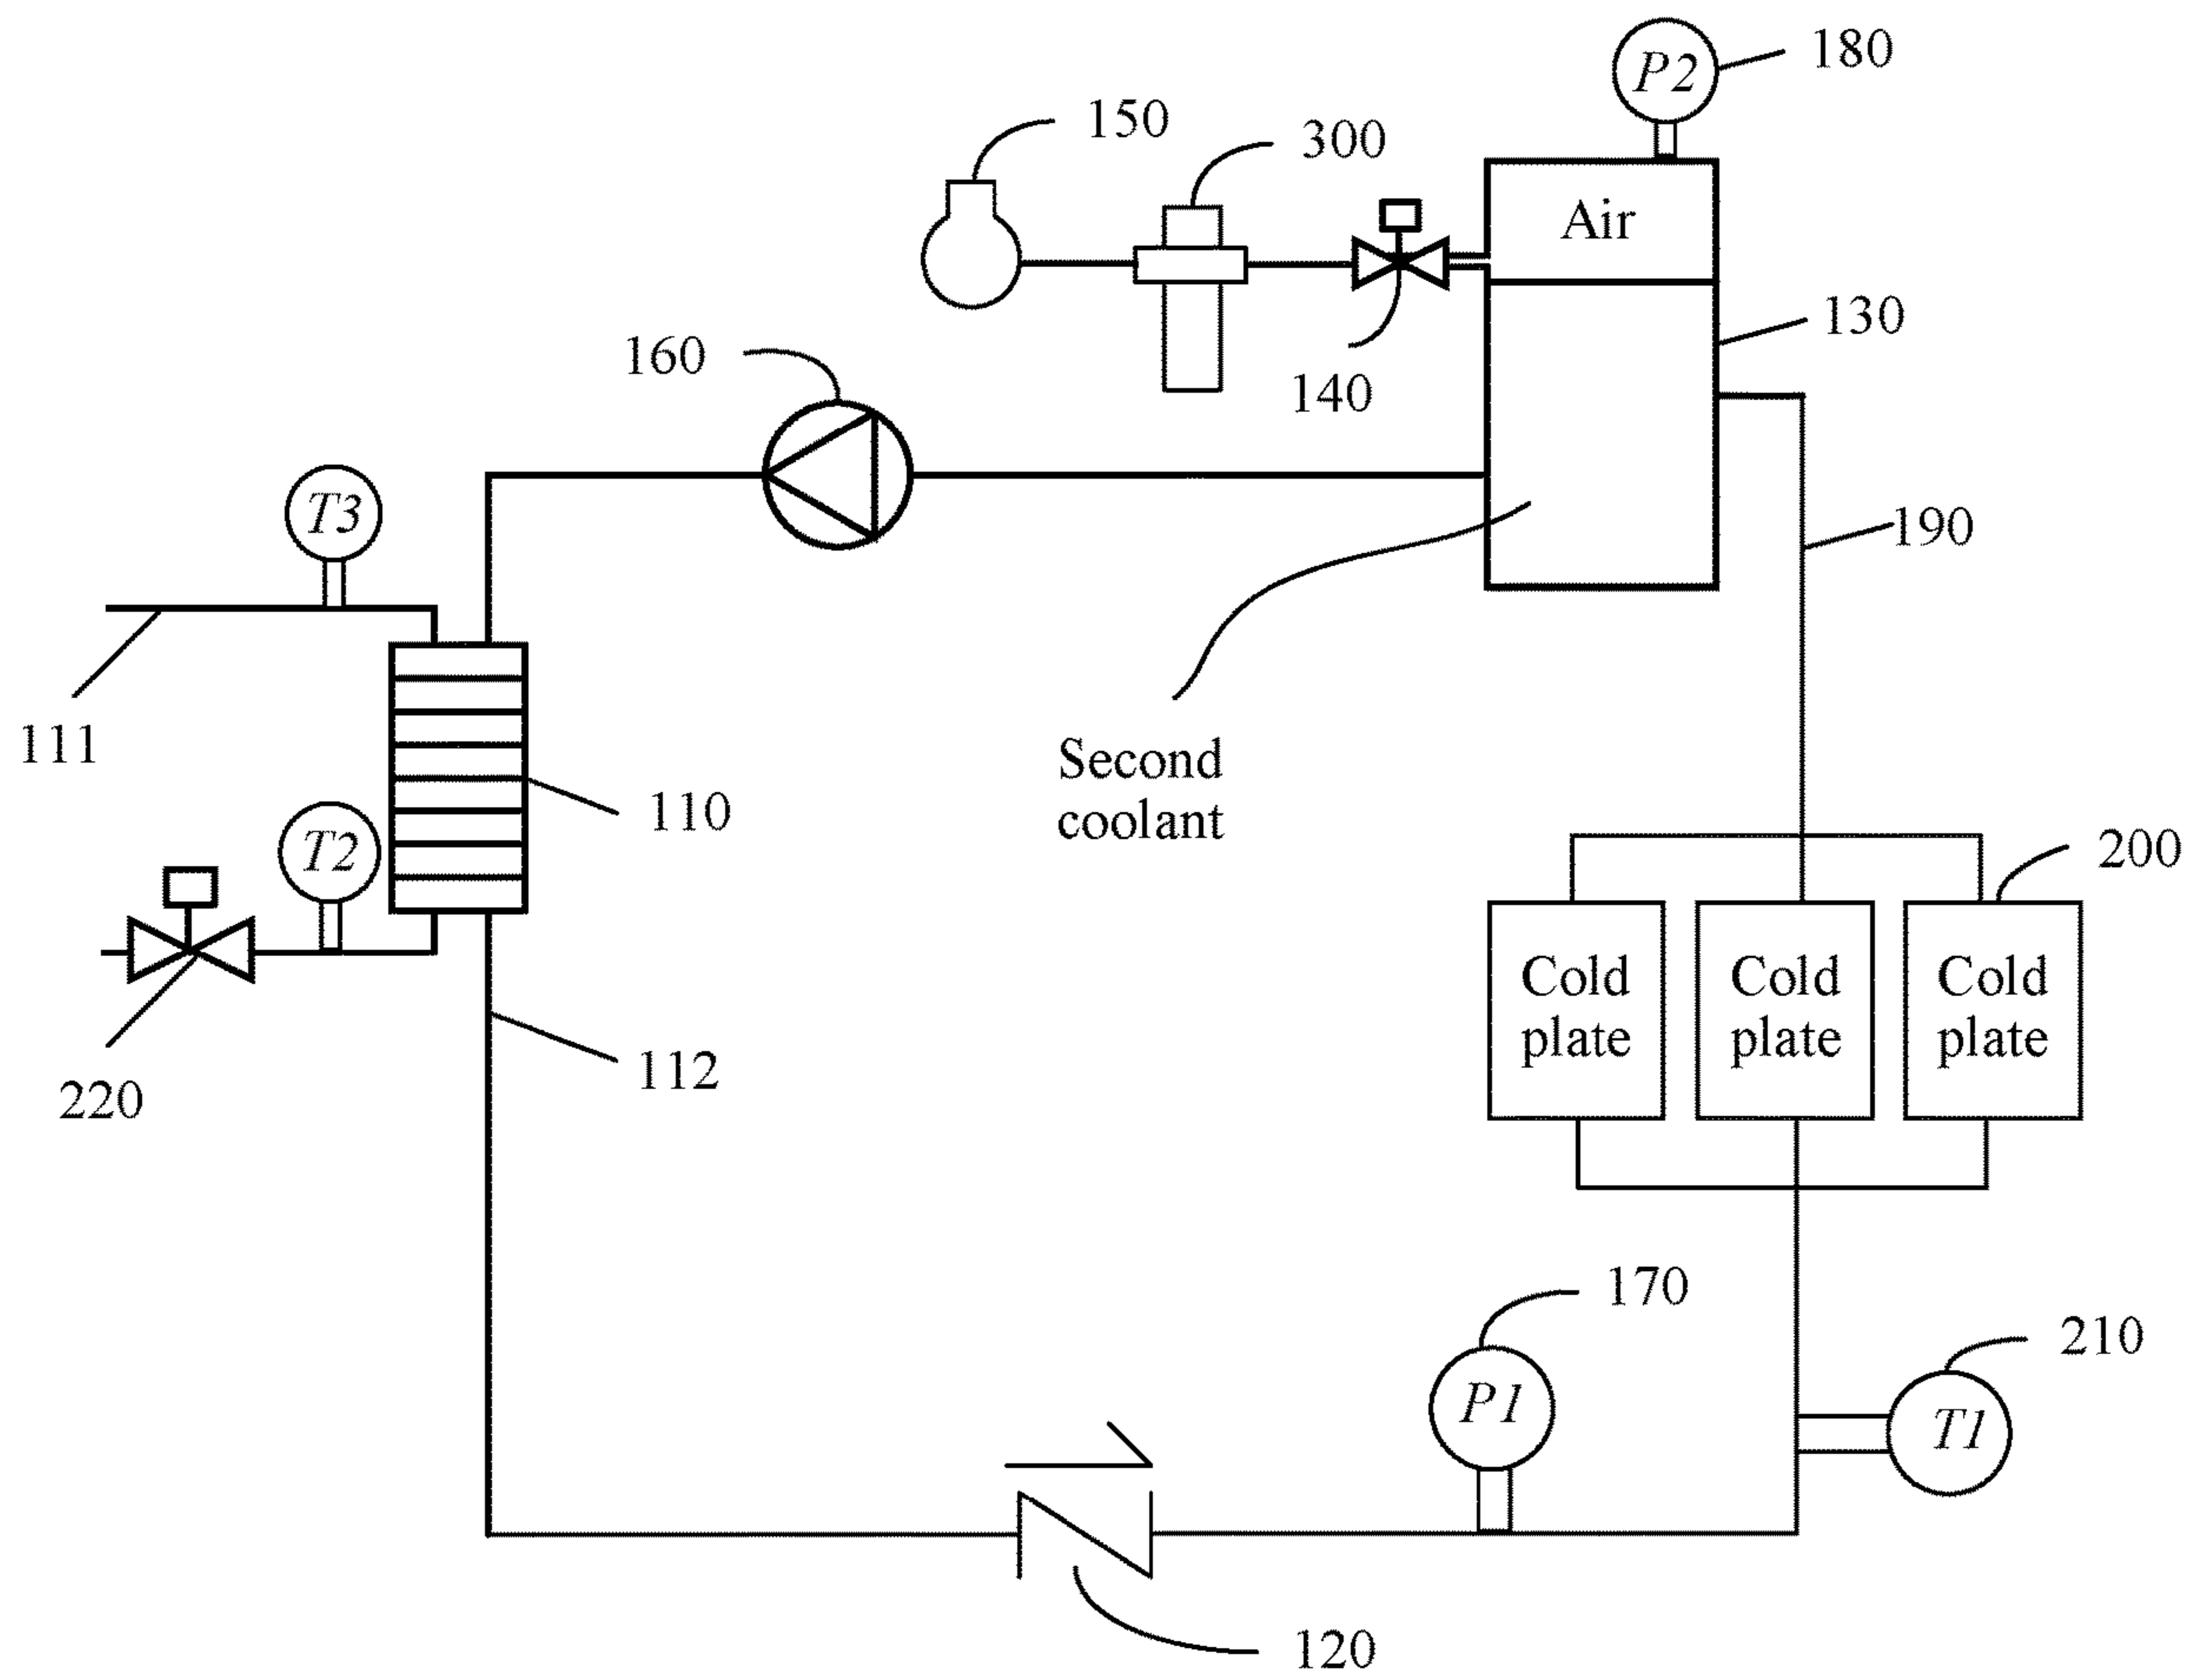 P2
180
150
300
Air
130
160
140
T3
190
111
Second
coolant
110
T2
200
Cold
plate
Cold
plate
Cold
plate
220
112
170
210
P1
T1
120